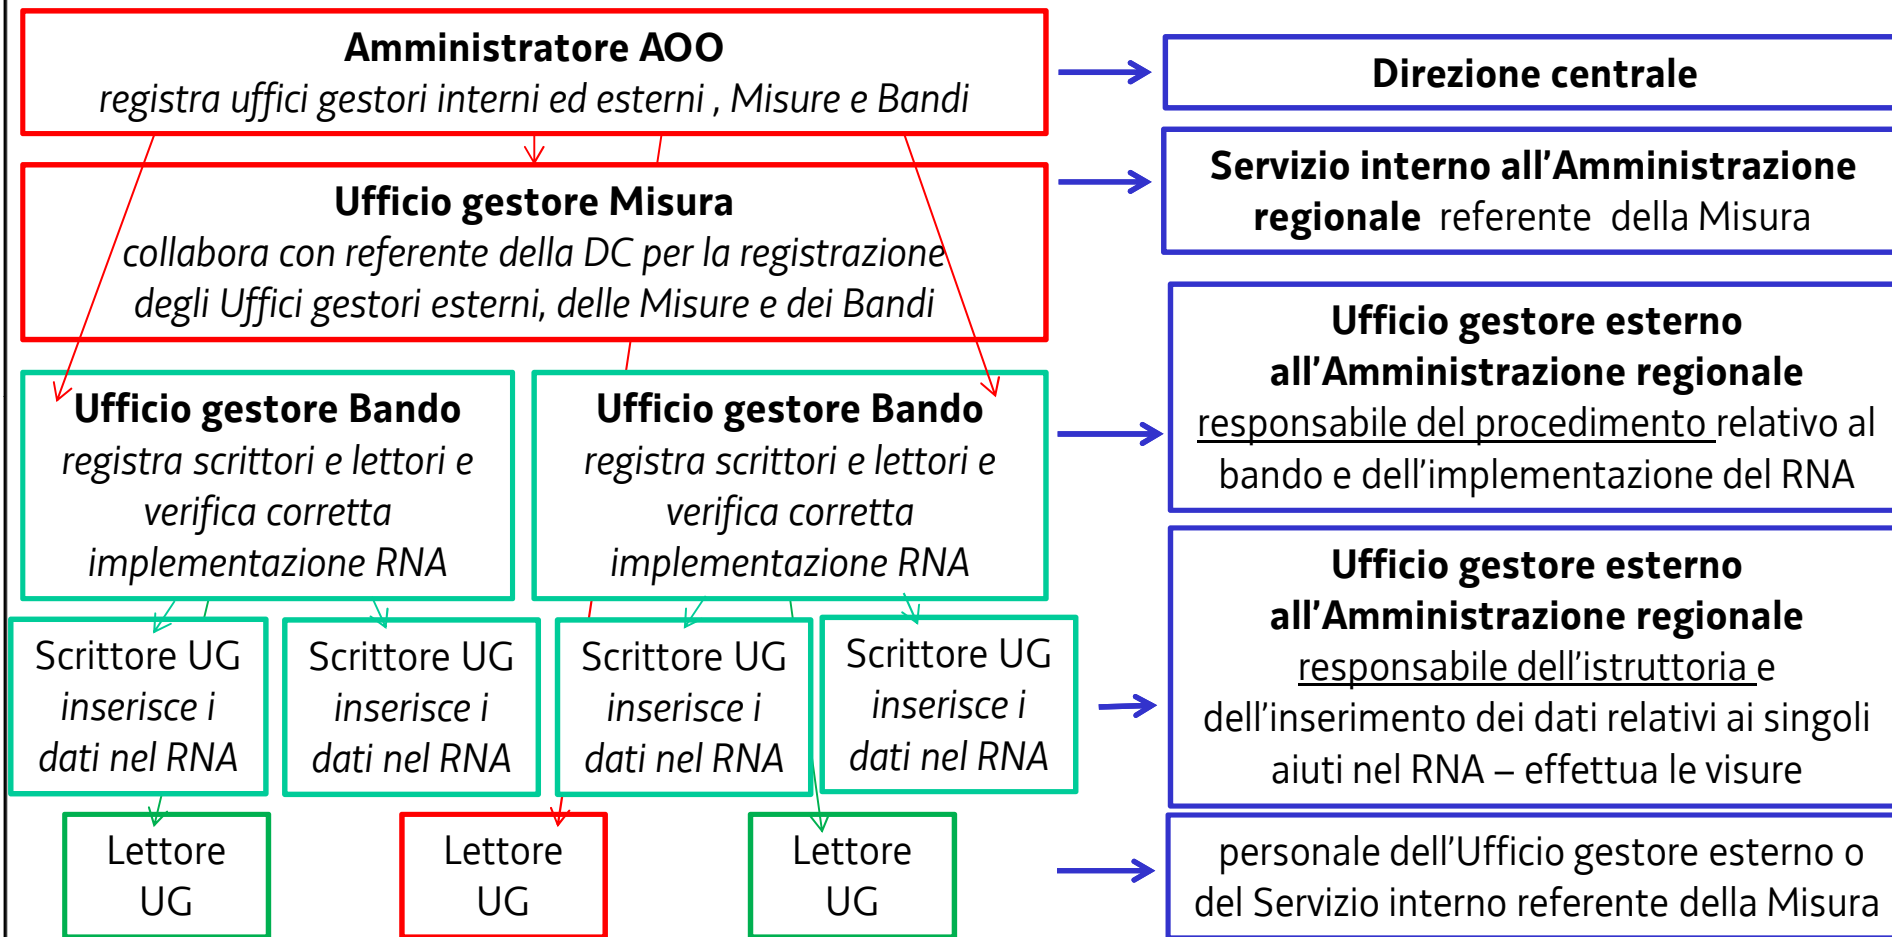 Amministratore AOO
registra uffici gestori interni ed esterni , Misure e Bandi
Direzione centrale
Ufficio gestore Misura
collabora con referente della DC per la registrazione
degli Uffici gestori esterni, delle Misure e dei Bandi
Servizio interno all'Amministrazione
regionale referente della Misura
Ufficio gestore Bando
registra scrittori e lettori e
verifica corretta
implementazione RNA
Ufficio gestore Bando
registra scrittori e lettori e
verifica corretta
implementazione RNA
Ufficio gestore esterno
all'Amministrazione regionale
responsabile del procedimento relativo al
bando e dell'implementazione del RNA
Scrittore UG
inserisce i
dati nel RNA
Scrittore UG
inserisce i
dati nel RNA
Scrittore UG
inserisce i
dati nel RNA
Scrittore UG
inserisce i
dati nel RNA
Ufficio gestore esterno
all'Amministrazione regionale
responsabile dell'istruttoria e
dell'inserimento dei dati relativi ai singoli
aiuti nel RNA – effettua le visure
Lettore
UG
Lettore
UG
Lettore
UG
personale dell'Ufficio gestore esterno o
del Servizio interno referente della Misura